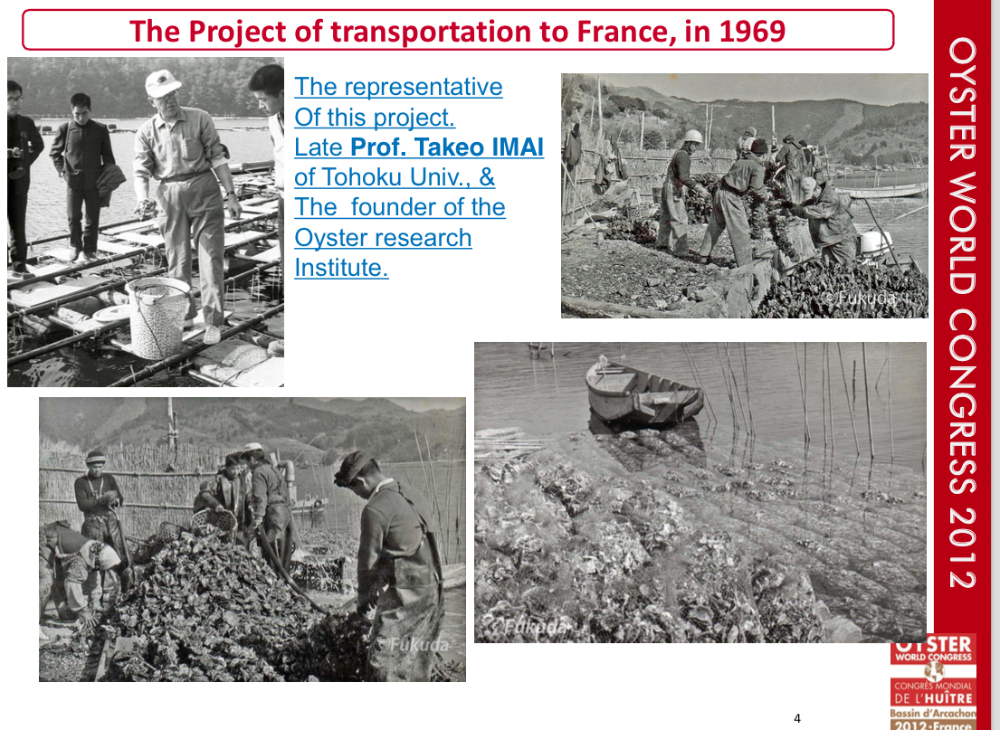 The Project of transportation to France, in 1969
The representative
Of this project.
Late Prof. Takeo IMAI
of Tohoku Univ., &
The  founder of the
Oyster research
Institute.
©Fukuda
©Fukuda
©Fukuda
OYSTER WORLD CONGRESS 2012
OYSTER
WORLD CONGRESS
CONGRÈS MONDIAL
DE L'HUÎTRE
Bassin d'Arcachon
2012·France
4